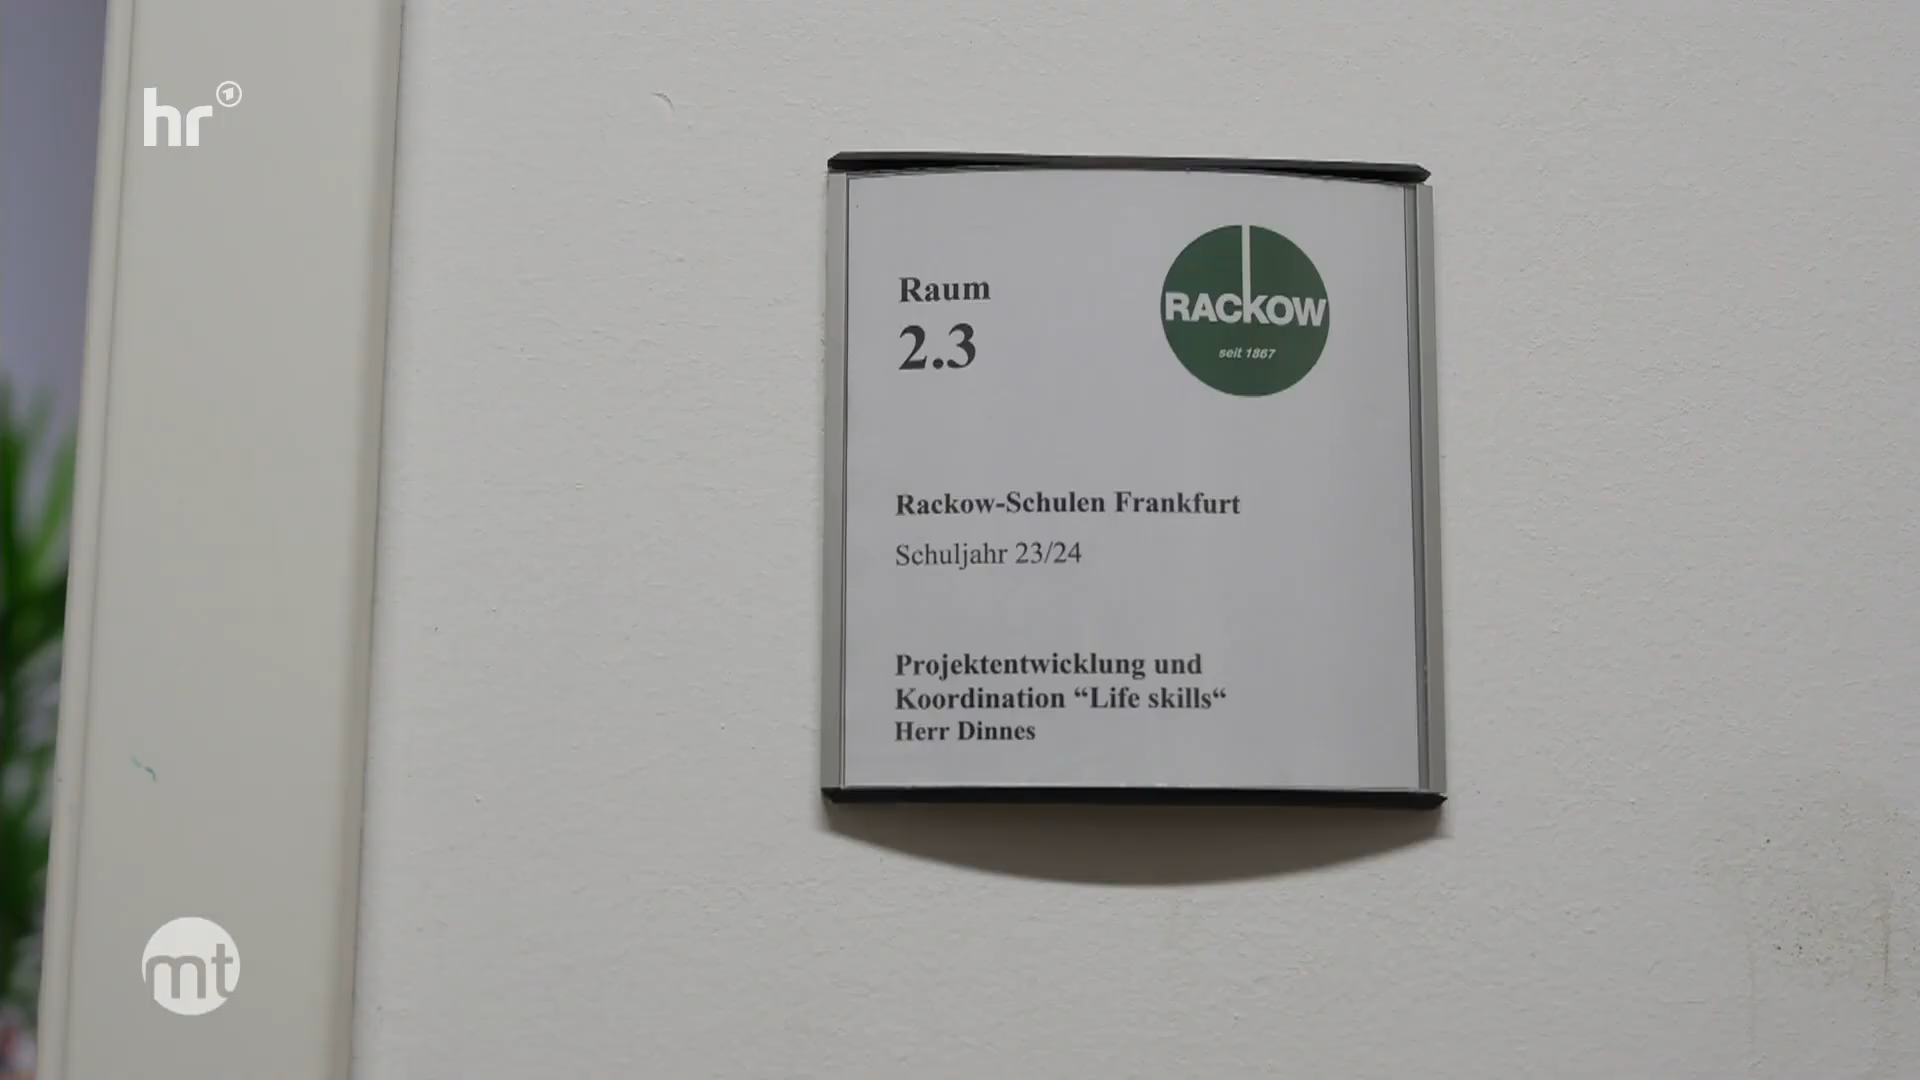 hr
Raum
2.3
RACKOW
seit 1867
Rackow-Schulen Frankfurt
Schuljahr 23/24
Projektentwicklung und
Koordination “Life skills“
Herr Dinnes
mt